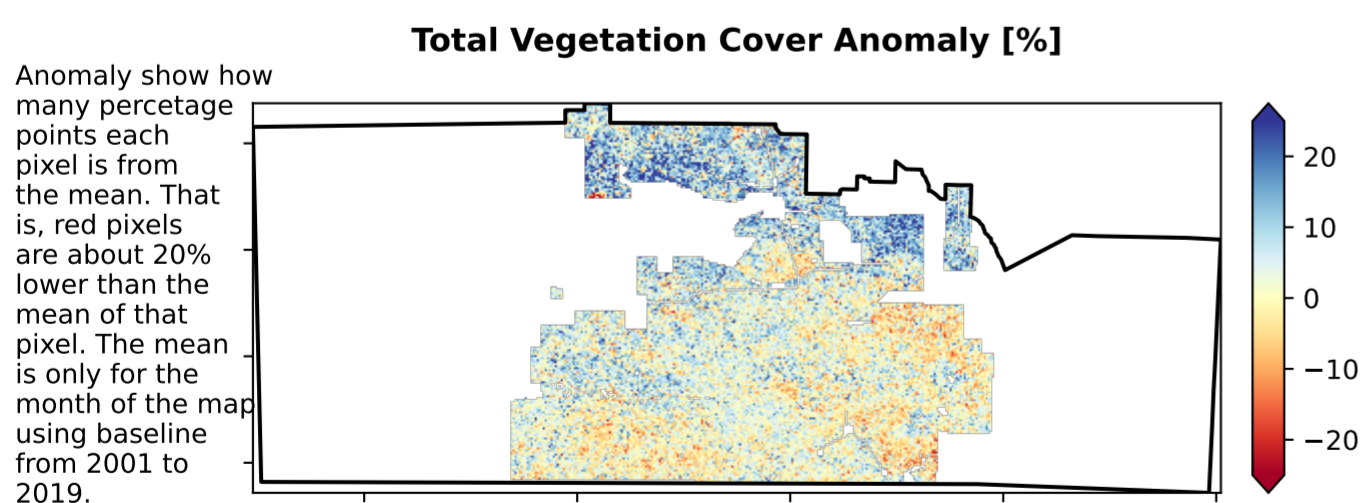 Total Vegetation Cover Anomaly [%]
Anomaly show how
many percetage
points each
pixel is from
the mean. That
is, red pixels
are about 20%
lower than the
mean of that
pixel. The mean
is only for the
month of the map
using baseline
from 2001 to
2019.
20
10
0
−10
−20